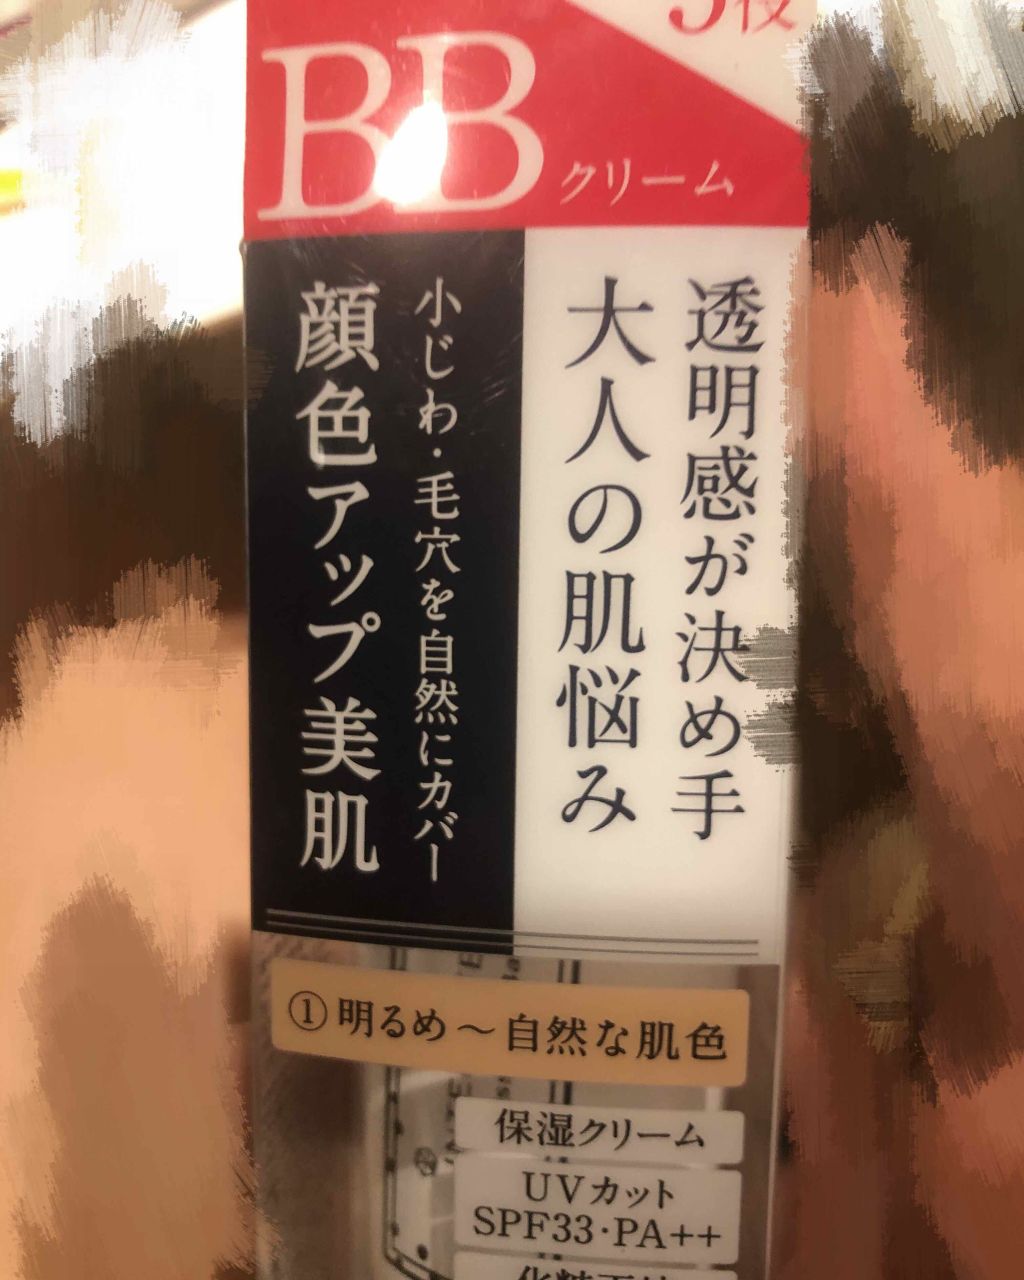 5役
BB
クリーム
透明感が決め手
大人の肌悩み
小じわ・毛穴を自然にカバー
顔色アップ美肌
①明るめ～自然な肌色
保湿クリーム
UVカット
SPF33・PA++